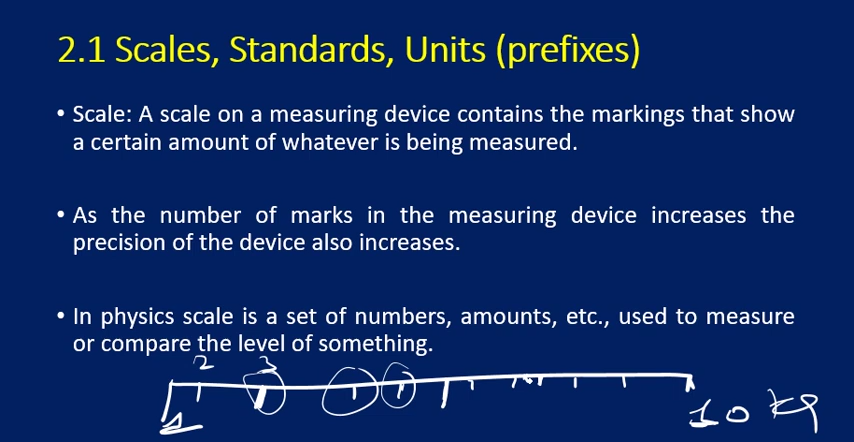 2.1 Scales, Standards, Units (prefixes)
• Scale: A scale on a measuring device contains the markings that show
a certain amount of whatever is being measured.
• As the number of marks in the measuring device increases the
precision of the device also increases.
• In physics scale is a set of numbers, amounts, etc., used to measure
or compare the level of something.
2 3
1 10 kg